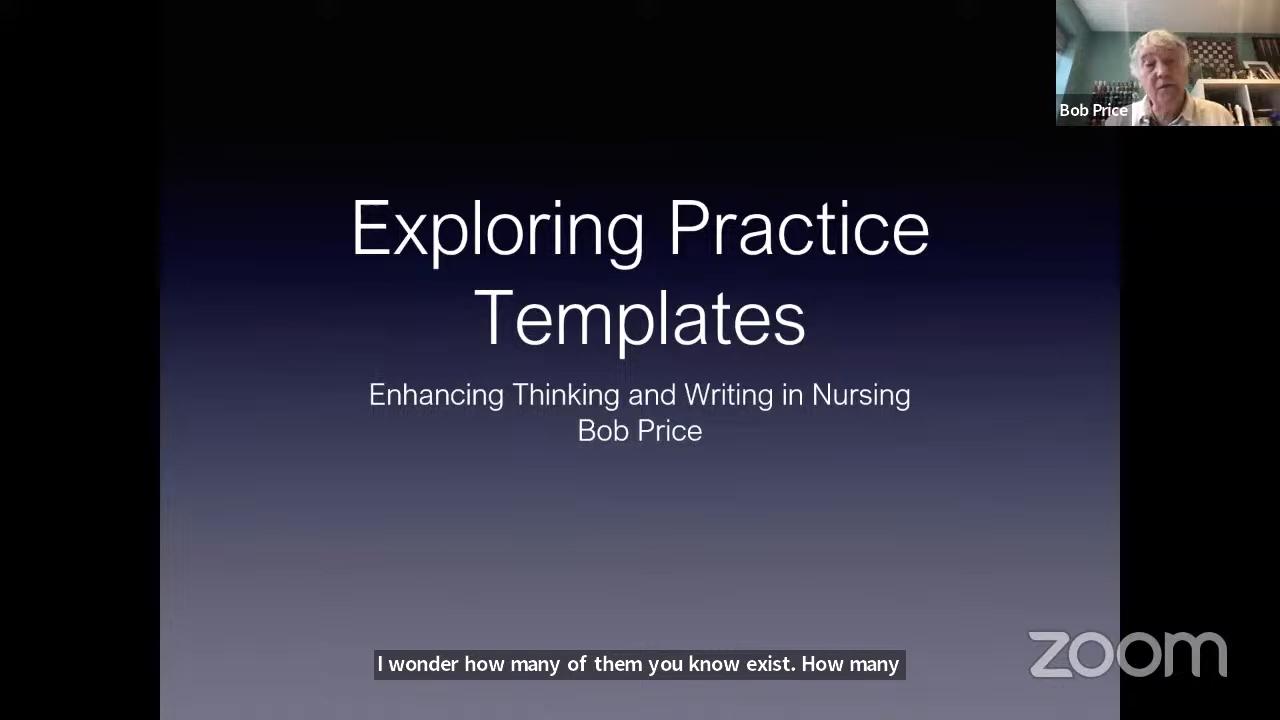 Bob Price
Exploring Practice
Templates
Enhancing Thinking and Writing in Nursing
Bob Price
I wonder how many of them you know exist. How many
zoom